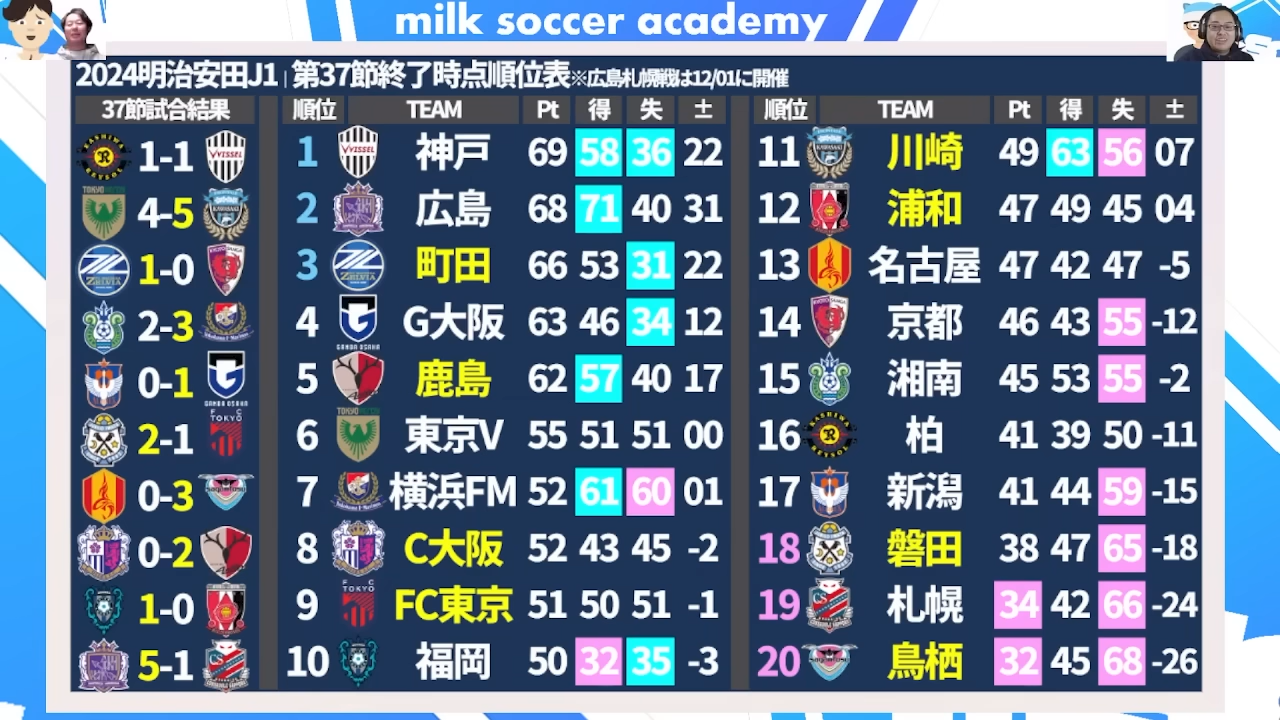 milk soccer academy
2024明治安田J1 | 第37節終了時点順位表※広島札幌戦は12/01に開催
37節試合結果
1-1
4-5
1-0
2-3
0-1
2-1
0-3
0-2
1-0
5-1
順位 TEAM Pt 得 失 ±
1 神戸 69 58 36 22
2 広島 68 71 40 31
3 町田 66 53 31 22
4 G大阪 63 46 34 12
5 鹿島 62 57 40 17
6 東京V 55 51 51 00
7 横浜FM 52 61 60 01
8 C大阪 52 43 45 -2
9 FC東京 51 50 51 -1
10 福岡 50 32 35 -3
順位 TEAM Pt 得 失 ±
11 川崎 49 63 56 07
12 浦和 47 49 45 04
13 名古屋 47 42 47 -5
14 京都 46 43 55 -12
15 湘南 45 53 55 -2
16 柏 41 39 50 -11
17 新潟 41 44 59 -15
18 磐田 38 47 65 -18
19 札幌 34 42 66 -24
20 鳥栖 32 45 68 -26